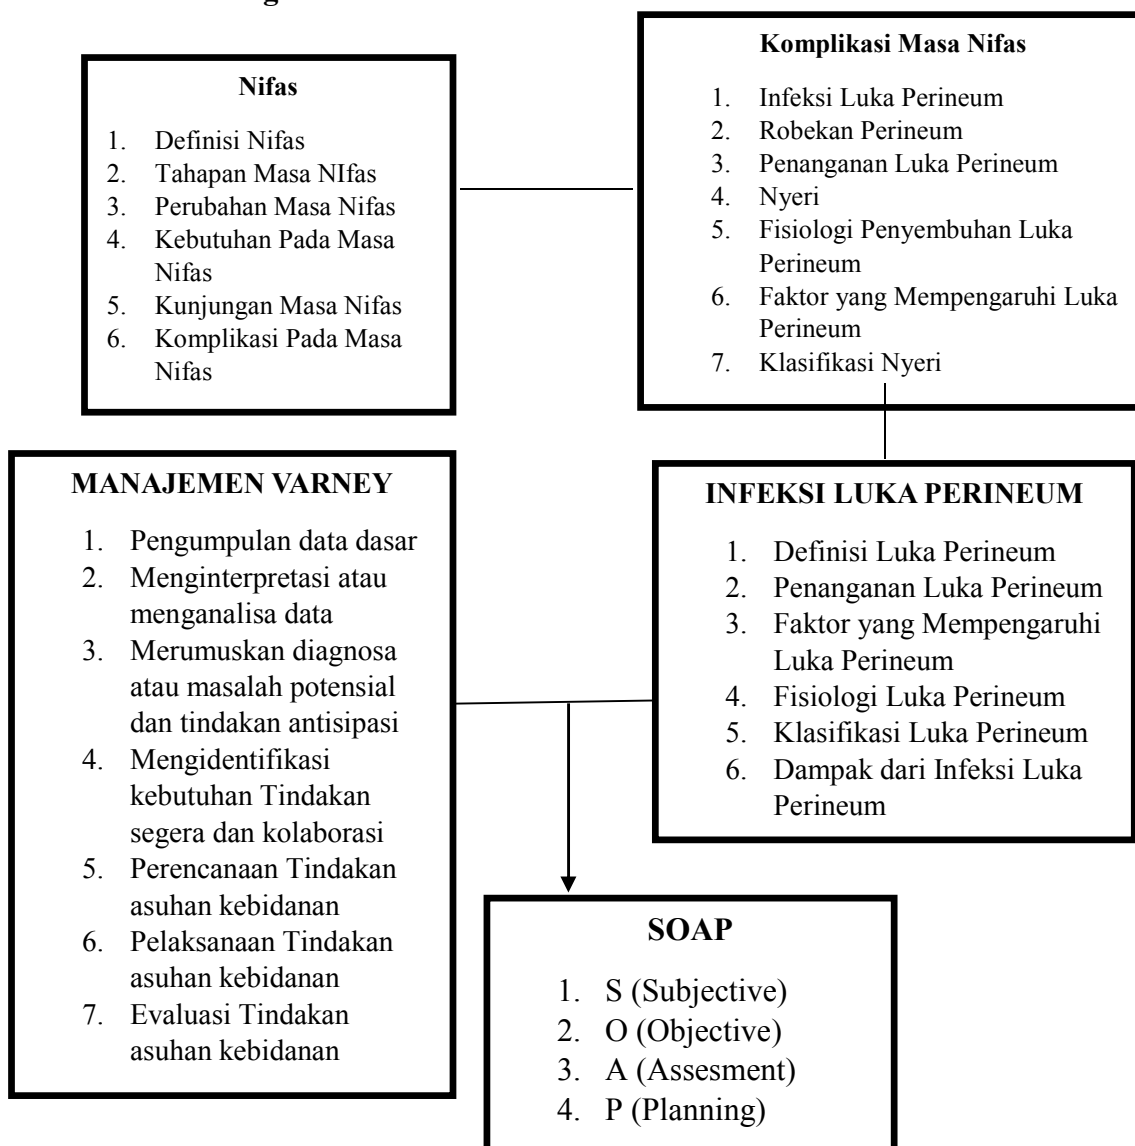 Nifas
1. Definisi Nifas
2. Tahapan Masa NIfas
3. Perubahan Masa Nifas
4. Kebutuhan Pada Masa
Nifas
5. Kunjungan Masa Nifas
6. Komplikasi Pada Masa
Nifas
Komplikasi Masa Nifas
1. Infeksi Luka Perineum
2. Robekan Perineum
3. Penanganan Luka Perineum
4. Nyeri
5. Fisiologi Penyembuhan Luka
Perineum
6. Faktor yang Mempengaruhi Luka
Perineum
7. Klasifikasi Nyeri
MANAJEMEN VARNEY
1. Pengumpulan data dasar
2. Menginterpretasi atau
menganalisa data
3. Merumuskan diagnosa
atau masalah potensial
dan tindakan antisipasi
4. Mengidentifikasi
kebutuhan Tindakan
segera dan kolaborasi
5. Perencanaan Tindakan
asuhan kebidanan
6. Pelaksanaan Tindakan
asuhan kebidanan
7. Evaluasi Tindakan
asuhan kebidanan
INFEKSI LUKA PERINEUM
1. Definisi Luka Perineum
2. Penanganan Luka Perineum
3. Faktor yang Mempengaruhi
Luka Perineum
4. Fisiologi Luka Perineum
5. Klasifikasi Luka Perineum
6. Dampak dari Infeksi Luka
Perineum
SOAP
1. S (Subjective)
2. O (Objective)
3. A (Assesment)
4. P (Planning)